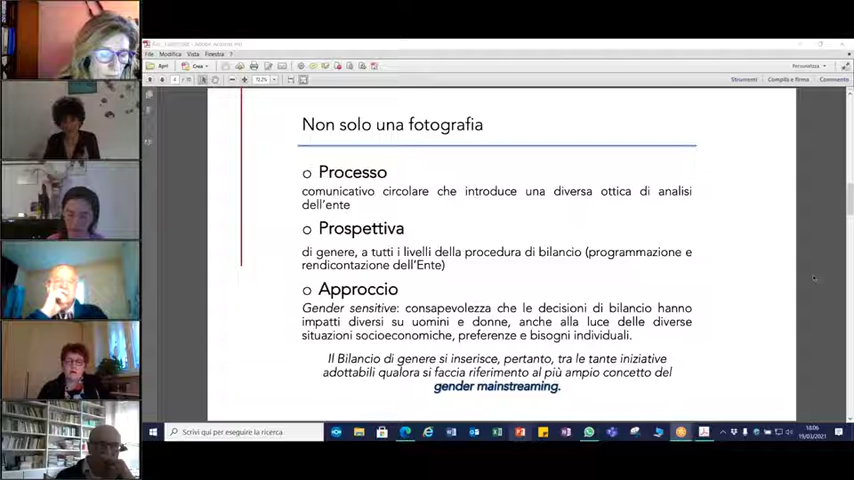 File Modifica Vista Finestra ?
Apri
Crea
Personalizza
4
72,2%
Strumenti
Compila e firma
Commento
Non solo una fotografia
o Processo
comunicativo circolare che introduce una diversa ottica di analisi
dell'ente
o Prospettiva
di genere, a tutti i livelli della procedura di bilancio (programmazione e
rendicontazione dell'Ente)
o Approccio
Gender sensitive: consapevolezza che le decisioni di bilancio hanno
impatti diversi su uomini e donne, anche alla luce delle diverse
situazioni socioeconomiche, preferenze e bisogni individuali.
Il Bilancio di genere si inserisce, pertanto, tra le tante iniziative
adottabili qualora si faccia riferimento al più ampio concetto del
gender mainstreaming.
Scrivi qui per eseguire la ricerca
18:06
19/03/2021